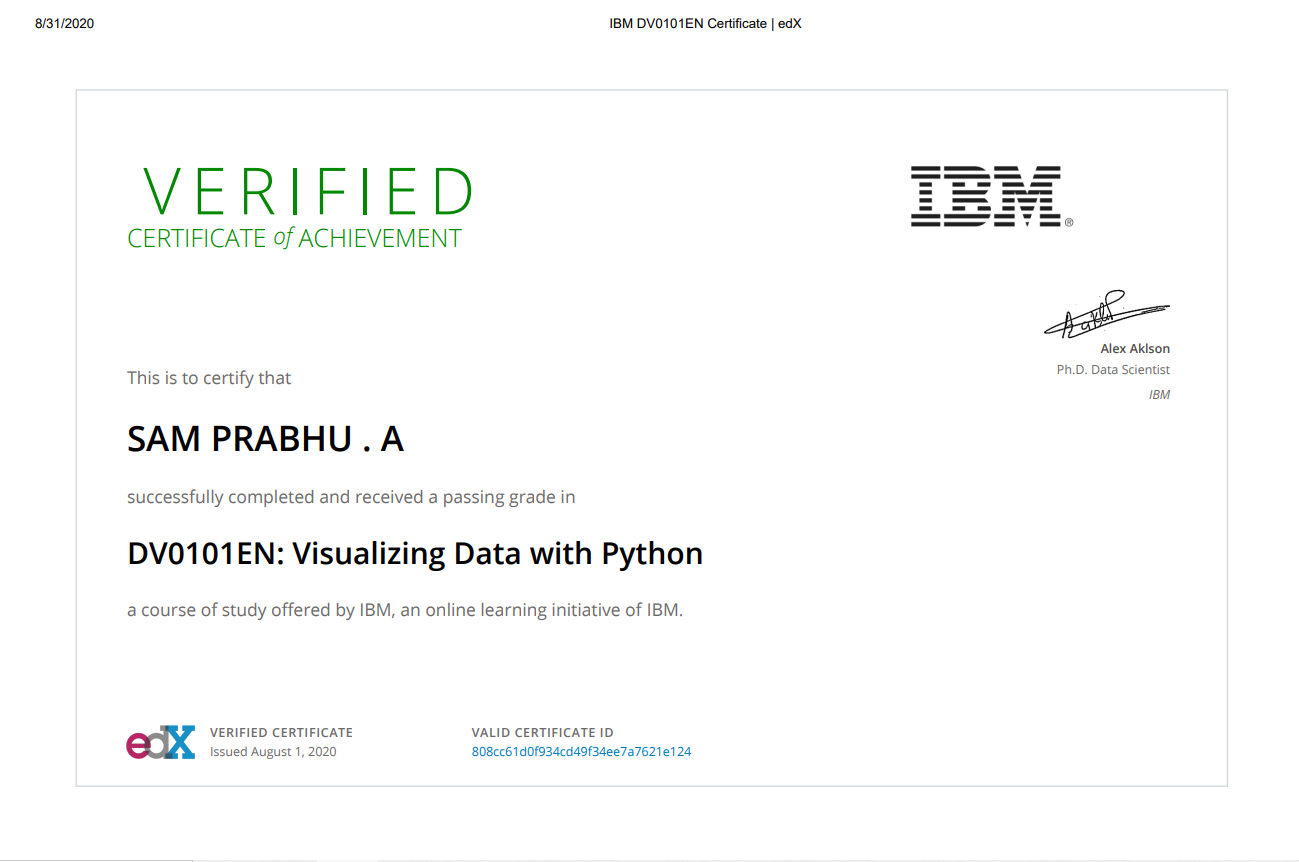 8/31/2020
IBM DV0101EN Certificate | edX
VERIFIED
CERTIFICATE of ACHIEVEMENT
IBM®
Alex Aklson
Ph.D. Data Scientist
IBM
This is to certify that
SAM PRABHU . A
successfully completed and received a passing grade in
DV0101EN: Visualizing Data with Python
a course of study offered by IBM, an online learning initiative of IBM.
edX
VERIFIED CERTIFICATE
Issued August 1, 2020
VALID CERTIFICATE ID
808cc61d0f934cd49f34ee7a7621e124